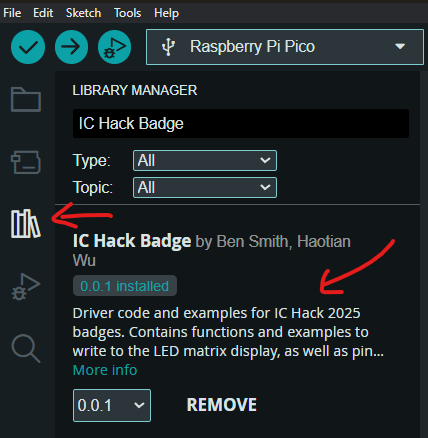 File Edit Sketch Tools Help
Raspberry Pi Pico
LIBRARY MANAGER
IC Hack Badge
Type: All
Topic: All
IC Hack Badge by Ben Smith, Haotian
Wu
0.0.1 installed
Driver code and examples for IC Hack 2025
badges. Contains functions and examples to
write to the LED matrix display, as well as pin...
More info
0.0.1 REMOVE